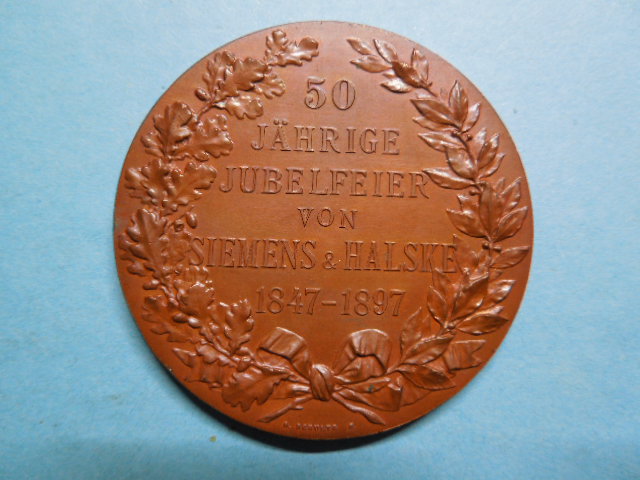 50
JÄHRIGE
JUBELFEIER
VON
SIEMENS & HALSKE
1847-1897